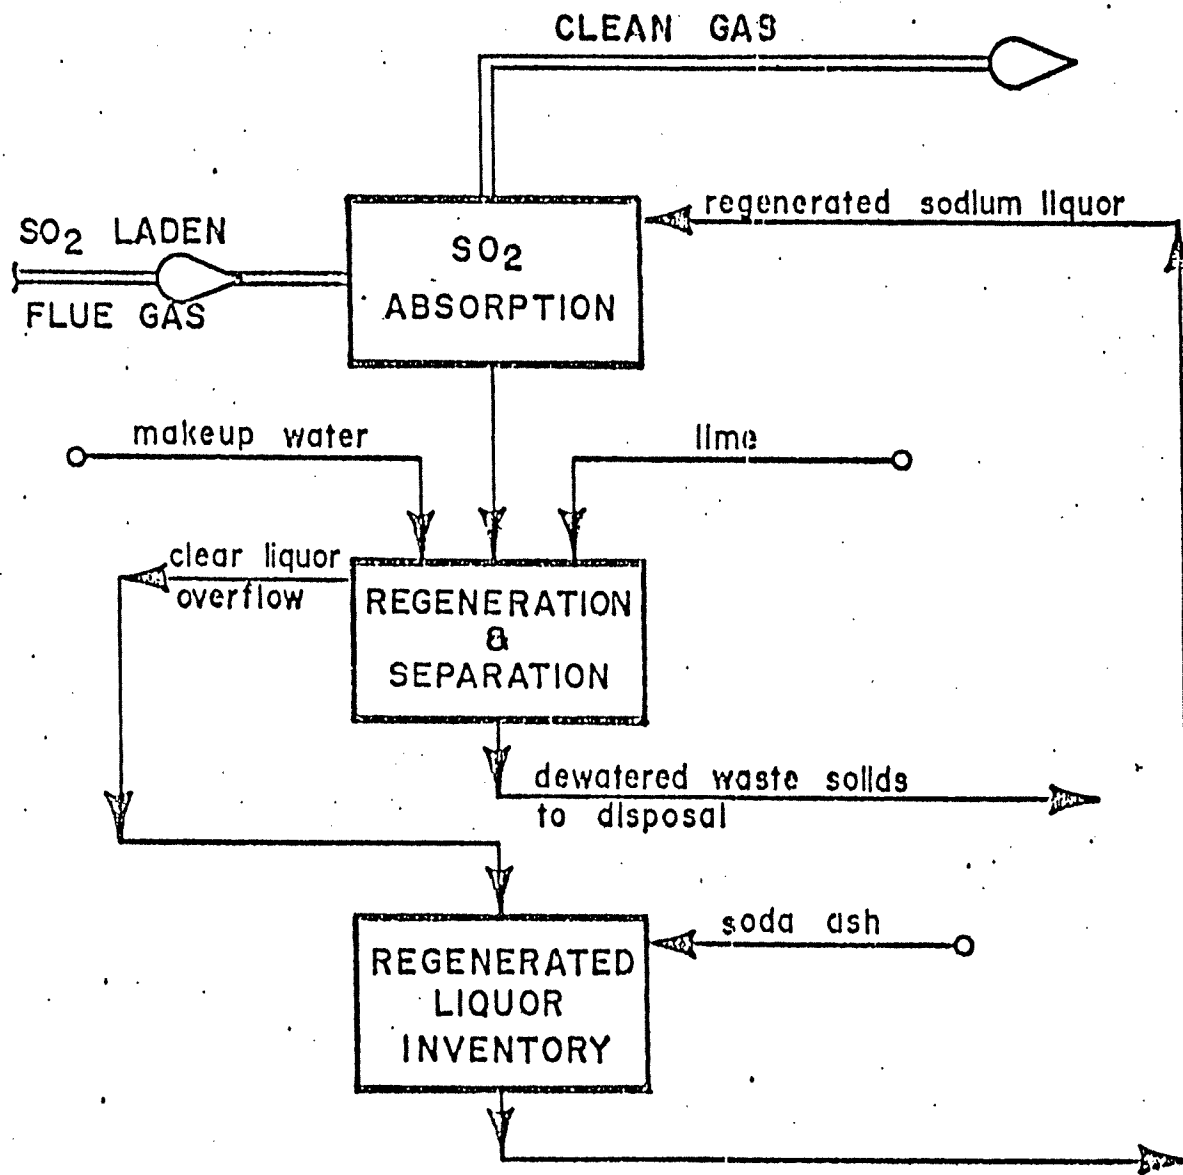 CLEAN GAS
regenerated sodium liquor
SO2 LADEN
FLUE GAS
SO2
ABSORPTION
makeup water
lime
clear liquor
overflow
REGENERATION
&
SEPARATION
dewatered waste solids
to disposal
soda ash
REGENERATED
LIQUOR
INVENTORY